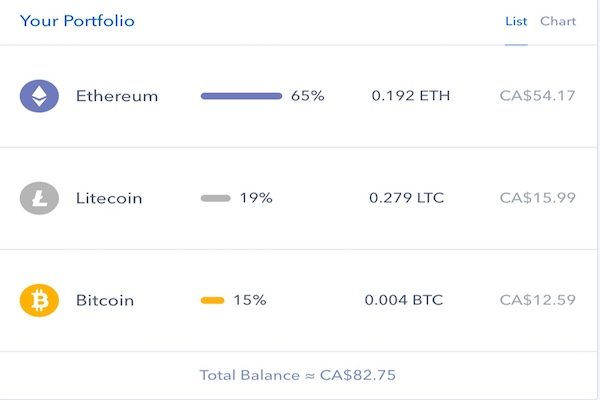 Your Portfolio List Chart
Ethereum 65% 0.192 ETH CA$54.17
Litecoin 19% 0.279 LTC CA$15.99
Bitcoin 15% 0.004 BTC CA$12.59
Total Balance ≈ CA$82.75